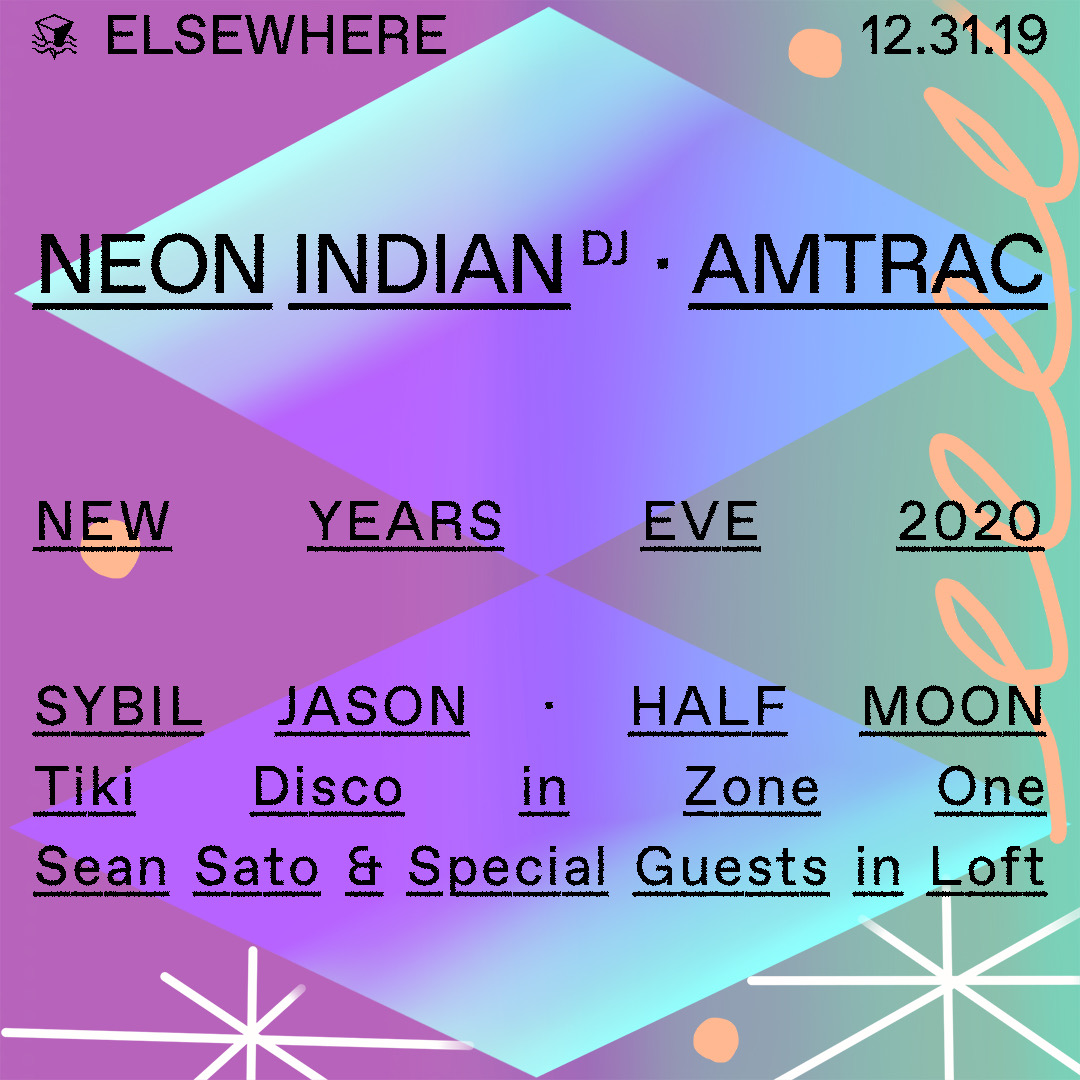 ELSEWHERE 12.31.19
NEON INDIAN DJ · AMTRAC
NEW YEARS EVE 2020
SYBIL JASON · HALF MOON
Tiki Disco in Zone One
Sean Sato & Special Guests in Loft